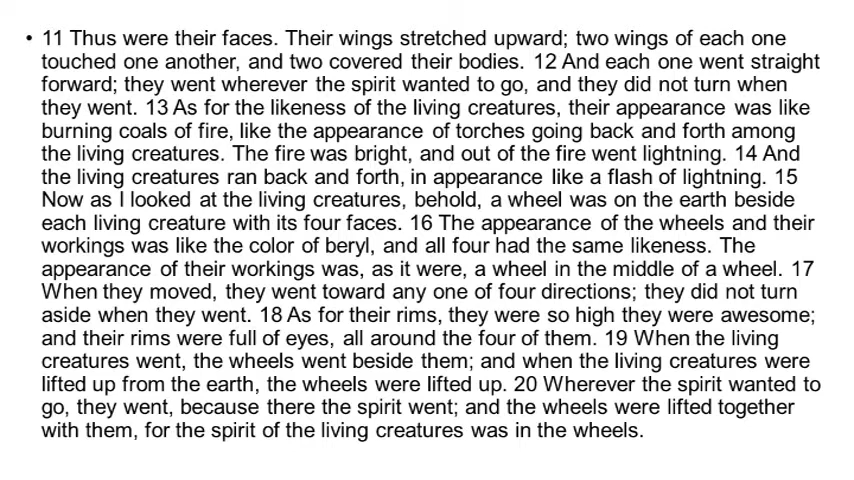 • 11 Thus were their faces. Their wings stretched upward; two wings of each one
touched one another, and two covered their bodies. 12 And each one went straight
forward; they went wherever the spirit wanted to go, and they did not turn when
they went. 13 As for the likeness of the living creatures, their appearance was like
burning coals of fire, like the appearance of torches going back and forth among
the living creatures. The fire was bright, and out of the fire went lightning. 14 And
the living creatures ran back and forth, in appearance like a flash of lightning. 15
Now as I looked at the living creatures, behold, a wheel was on the earth beside
each living creature with its four faces. 16 The appearance of the wheels and their
workings was like the color of beryl, and all four had the same likeness. The
appearance of their workings was, as it were, a wheel in the middle of a wheel. 17
When they moved, they went toward any one of four directions; they did not turn
aside when they went. 18 As for their rims, they were so high they were awesome;
and their rims were full of eyes, all around the four of them. 19 When the living
creatures went, the wheels went beside them; and when the living creatures were
lifted up from the earth, the wheels were lifted up. 20 Wherever the spirit wanted to
go, they went, because there the spirit went; and the wheels were lifted together
with them, for the spirit of the living creatures was in the wheels.